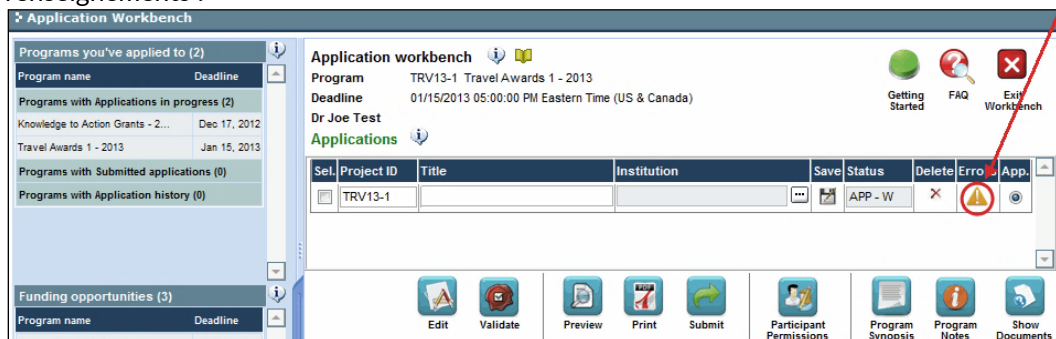 renseignements :
Application Workbench
Programs you've applied to (2)
Program name Deadline
Programs with Applications in progress (2)
Knowledge to Action Grants - 2... Dec 17, 2012
Travel Awards 1 - 2013 Jan 15, 2013
Programs with Submitted applications (0)
Programs with Application history (0)
Funding opportunities (3)
Program name Deadline
Application workbench
Program TRV13-1 Travel Awards 1 - 2013
Deadline 01/15/2013 05:00:00 PM Eastern Time (US & Canada)
Dr Joe Test
Applications
Getting Started
FAQ
Exit Workbench
Sel. Project ID Title Institution Save Status Delete Errors App.
TRV13-1 ... APP - W
Edit
Validate
Preview
PDF
Print
Submit
Participant Permissions
Program Synopsis
Program Notes
Show Documents